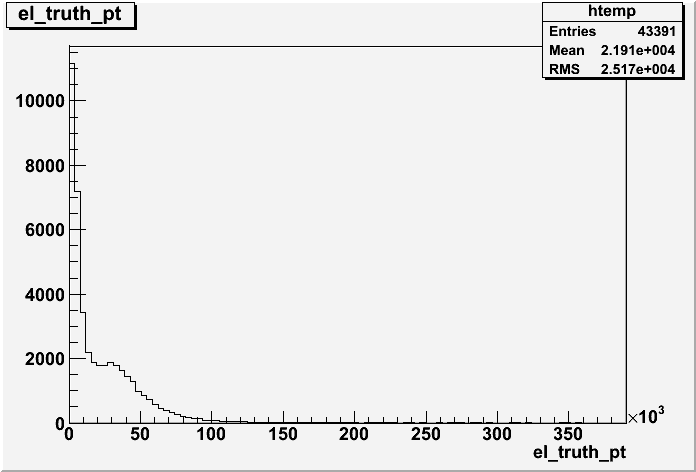 el_truth_pt
htemp
Entries 43391
Mean 2.191e+004
RMS 2.517e+004
10000
8000
6000
4000
2000
0
0 50 100 150 200 250 300 350
×10³
el_truth_pt